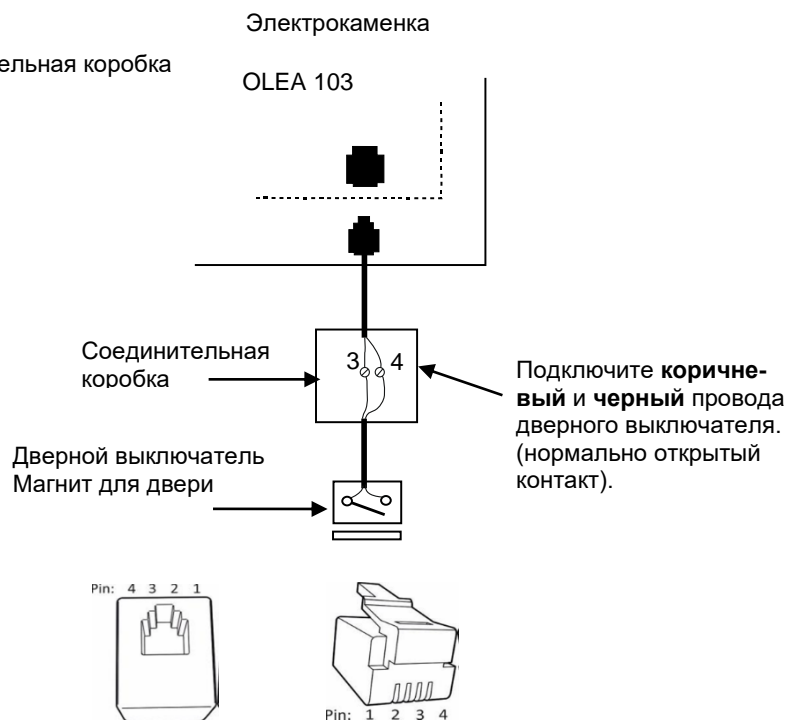 Электрокаменка
ельная коробка
OLEA 103
3 4
Соединительная
коробка
Подключите коричне-
вый и черный провода
дверного выключателя.
(нормально открытый
контакт).
Дверной выключатель
Магнит для двери
Pin: 4 3 2 1
Pin: 1 2 3 4